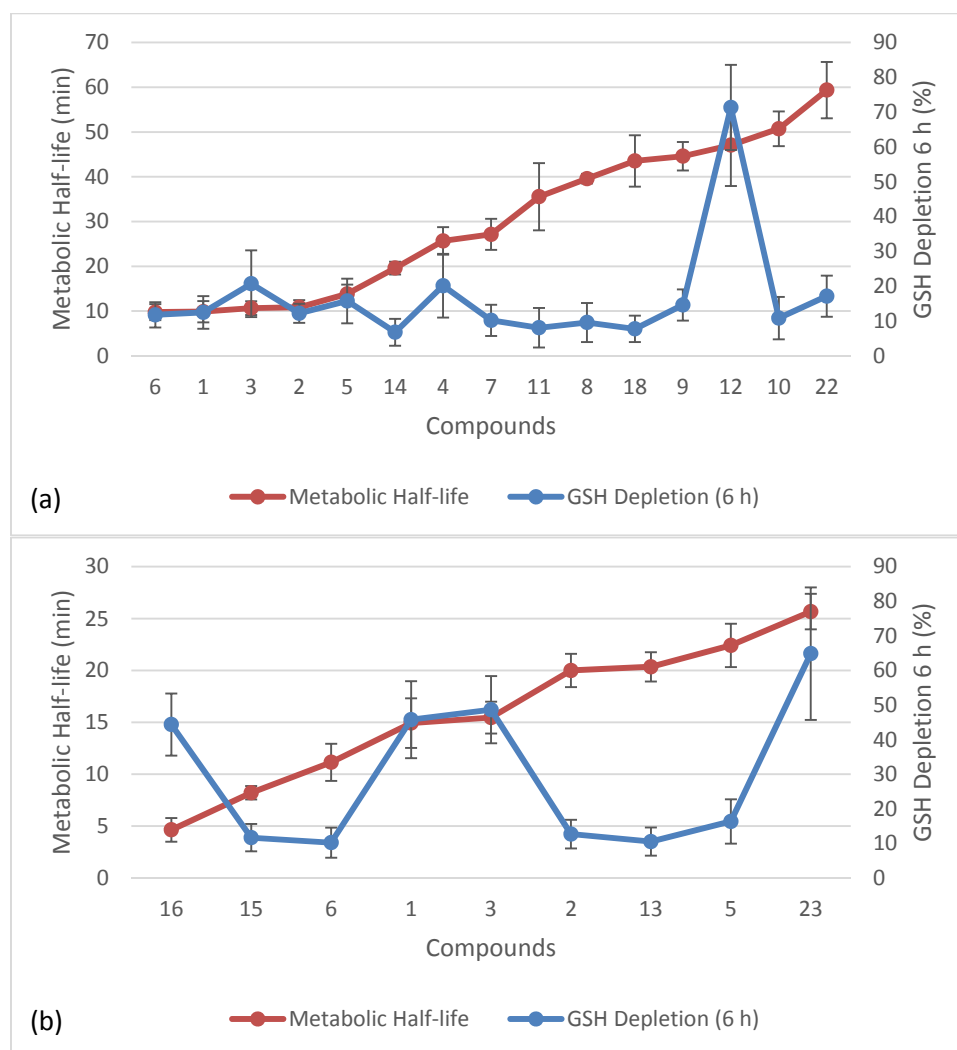 Metabolic Half-life (min)
70
60
50
40
30
20
10
0
90
80
70
60
50
40
30
20
10
0
GSH Depletion 6 h (%)
6 1 3 2 5 14 4 7 11 8 18 9 12 10 22
Compounds
(a)
Metabolic Half-life
GSH Depletion (6 h)
Metabolic Half-life (min)
30
25
20
15
10
5
0
90
80
70
60
50
40
30
20
10
0
GSH Depletion 6 h (%)
16 15 6 1 3 2 13 5 23
Compounds
(b)
Metabolic Half-life
GSH Depletion (6 h)